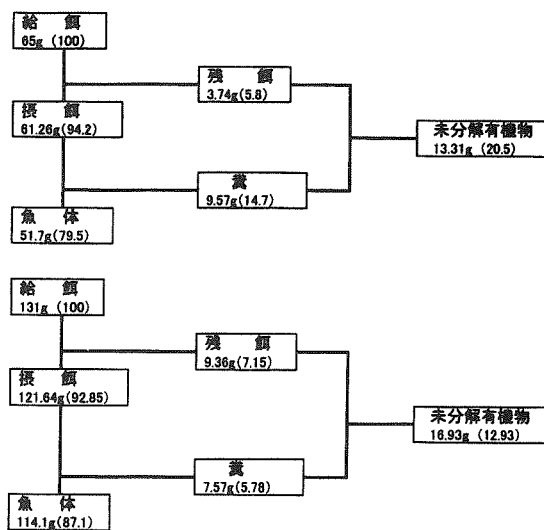 給 餌
65g (100)
残 餌
3.74g(5.8)
摂 餌
61.26g(94.2)
未分解有機物
13.31g (20.5)
糞
9.57g(14.7)
魚 体
51.7g(79.5)
給 餌
131g (100)
残 餌
9.36g(7.15)
摂 餌
121.64g(92.85)
未分解有機物
16.93g (12.93)
糞
7.57g(5.78)
魚 体
114.1g(87.1)